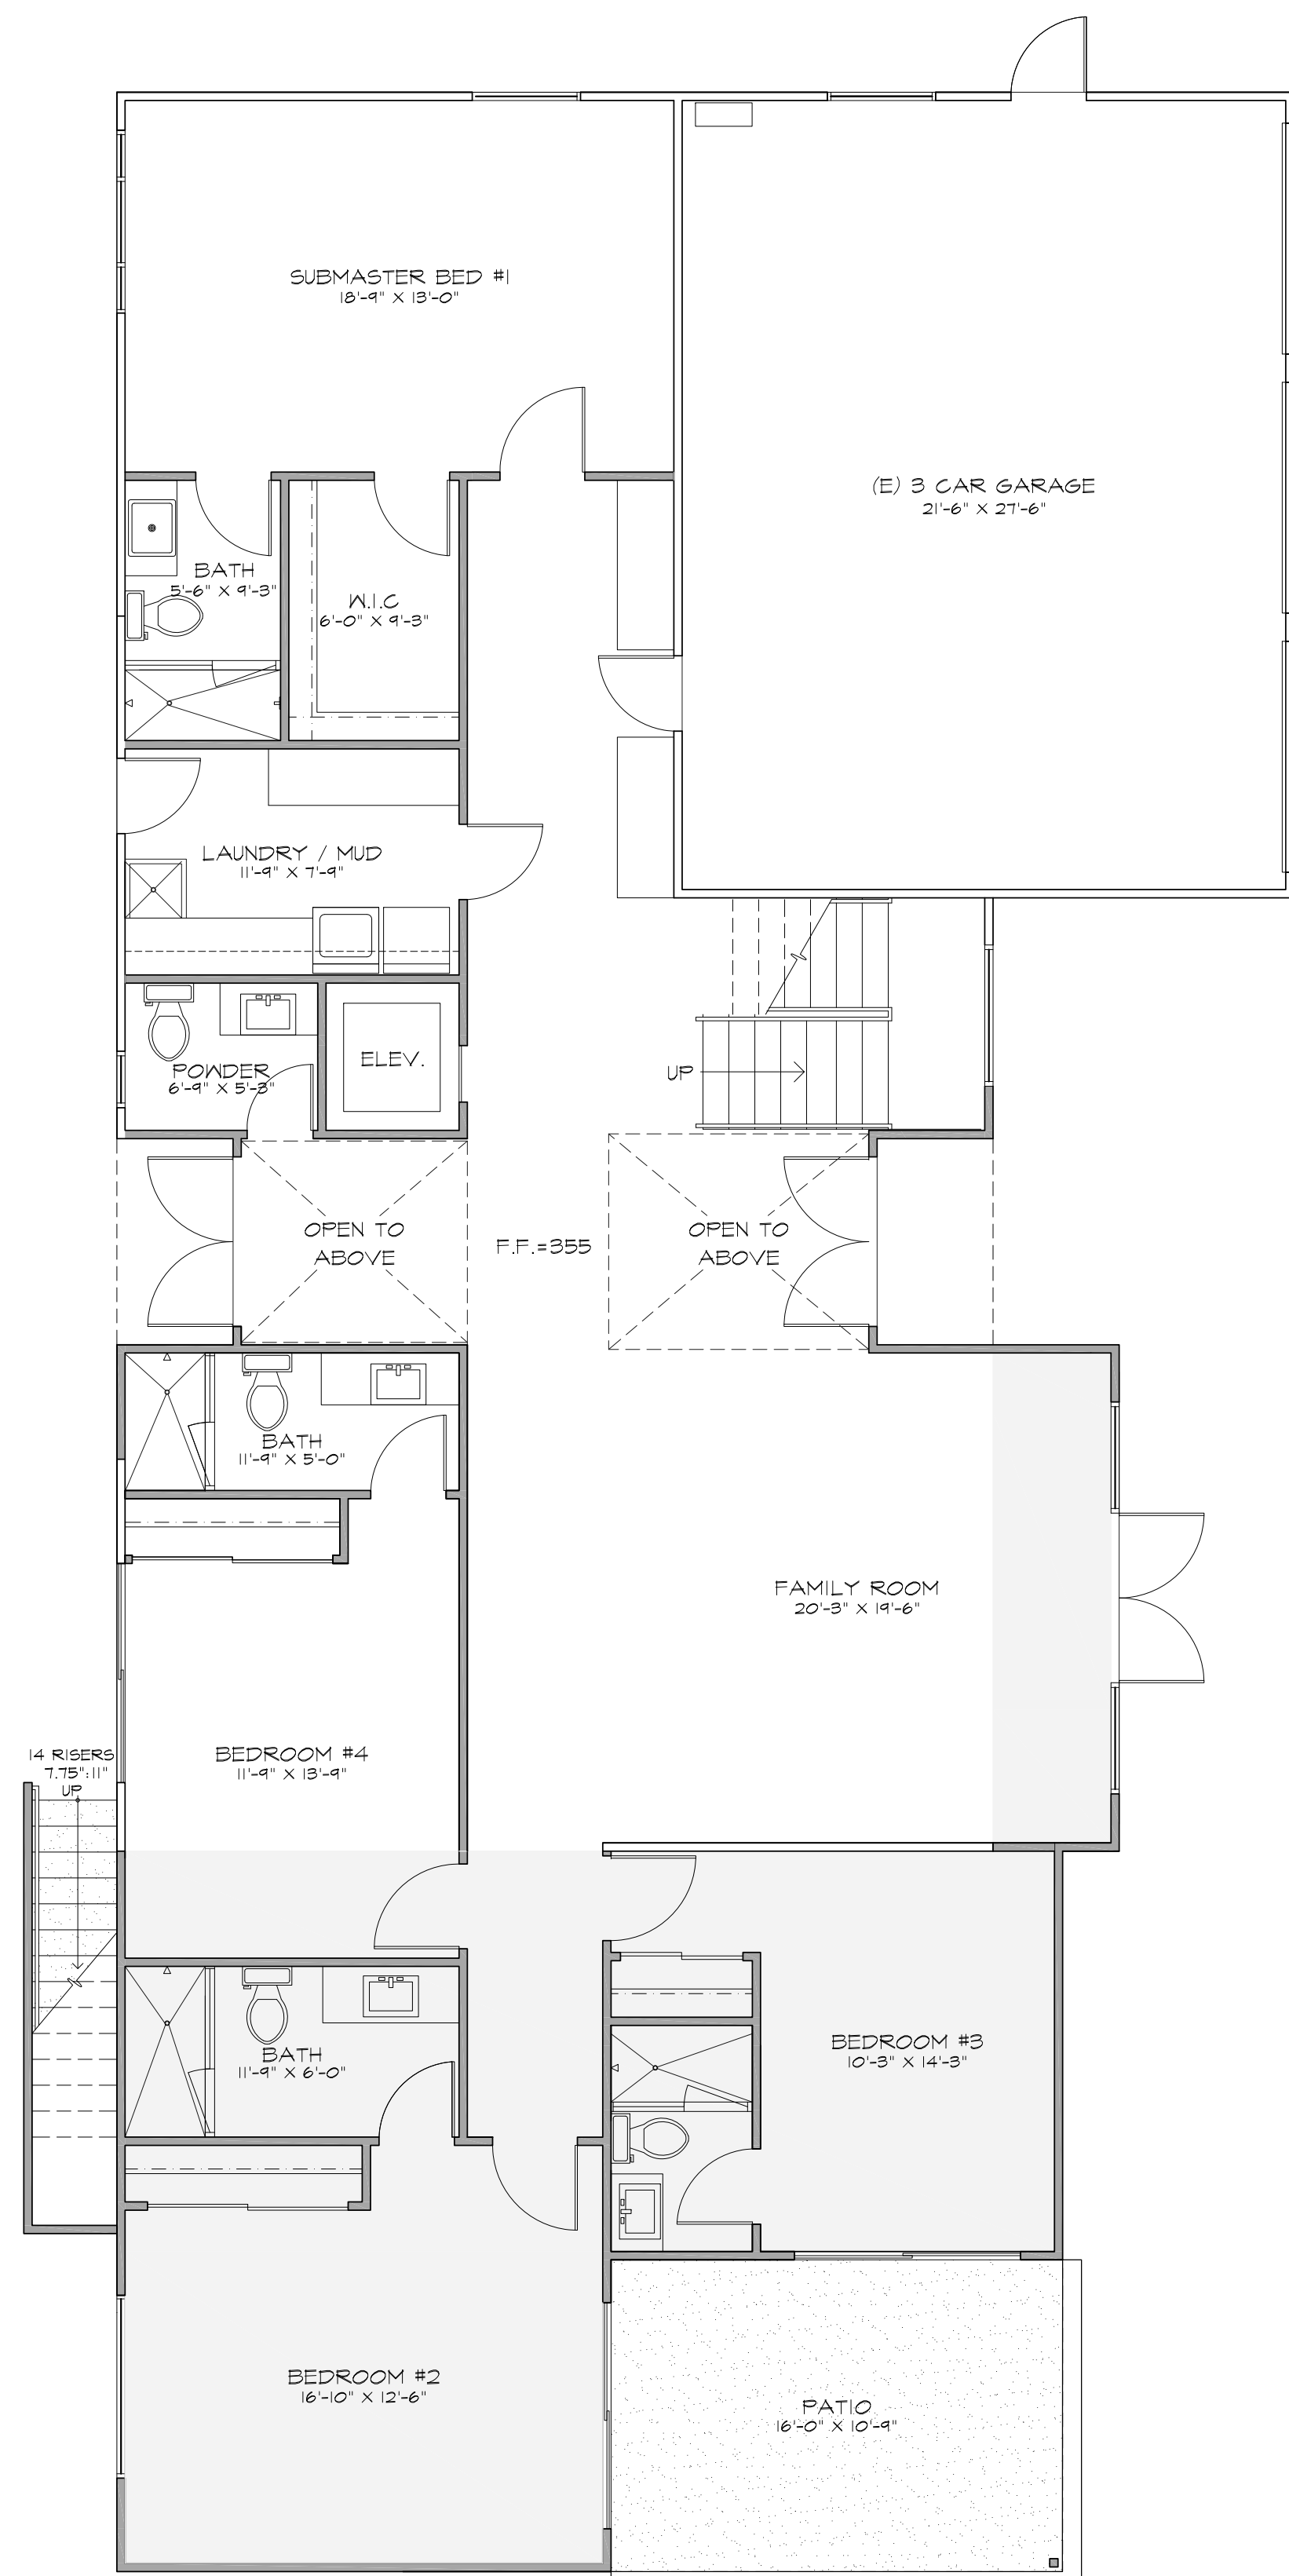 SUBMASTER BED #1
18'-9" X 13'-0"
(E) 3 CAR GARAGE
21'-6" X 27'-6"
BATH
5'-6" X 9'-3"
W.I.C
6'-0" X 9'-3"
LAUNDRY / MUD
11'-9" X 7'-9"
POWDER
6'-9" X 5'-3"
ELEV.
UP
OPEN TO
ABOVE
F.F.=355
OPEN TO
ABOVE
BATH
11'-9" X 5'-0"
FAMILY ROOM
20'-3" X 19'-6"
14 RISERS
7.75":11"
UP
BEDROOM #4
11'-9" X 13'-9"
BATH
11'-9" X 6'-0"
BEDROOM #3
10'-3" X 14'-3"
BEDROOM #2
16'-10" X 12'-6"
PATIO
16'-0" X 10'-9"